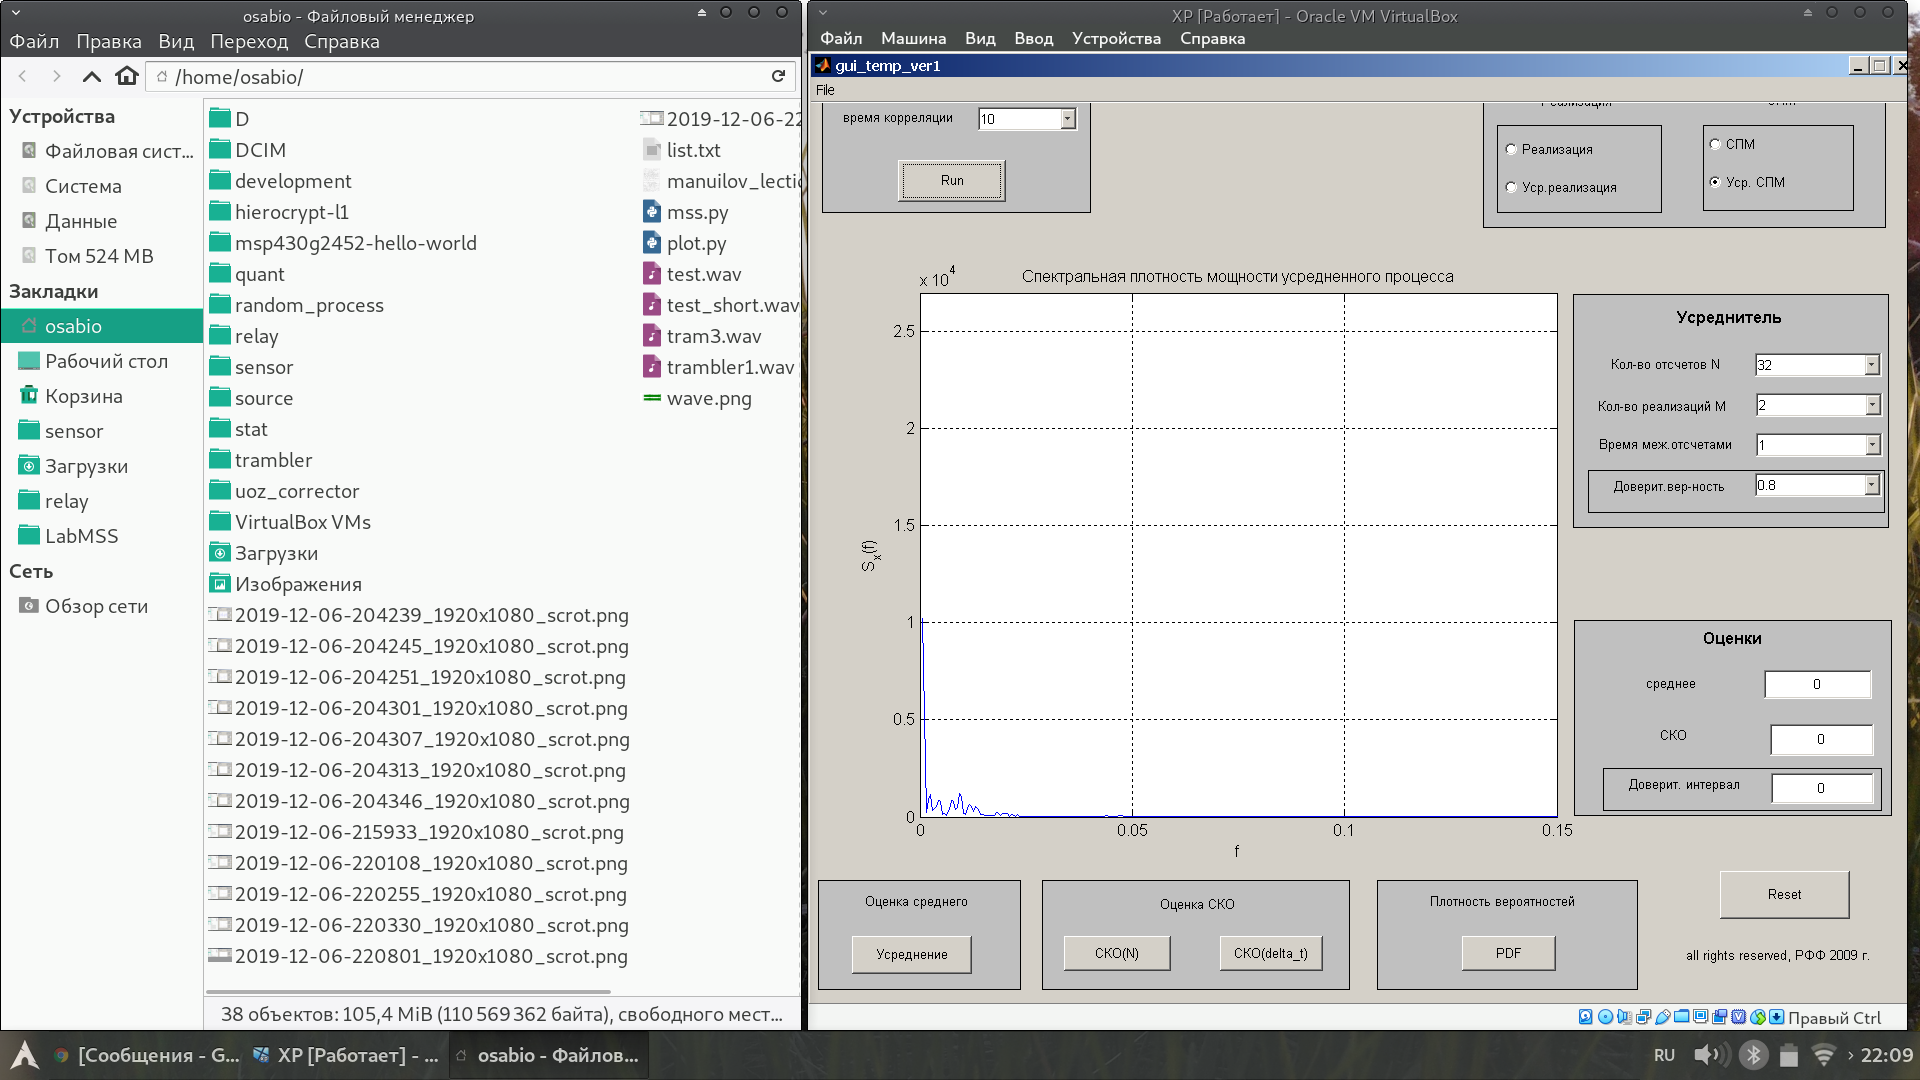 osabio - Файловый менеджер
Файл Правка Вид Переход Справка
/home/osabio/
Устройства
Файловая сист...
Система
Данные
Том 524 MB
Закладки
osabio
Рабочий стол
Корзина
sensor
Загрузки
relay
LabMSS
Сеть
Обзор сети
D
DCIM
development
hierocrypt-l1
msp430g2452-hello-world
quant
random_process
relay
sensor
source
stat
trambler
uoz_corrector
VirtualBox VMs
Загрузки
Изображения
2019-12-06-204239_1920x1080_scrot.png
2019-12-06-204245_1920x1080_scrot.png
2019-12-06-204251_1920x1080_scrot.png
2019-12-06-204301_1920x1080_scrot.png
2019-12-06-204307_1920x1080_scrot.png
2019-12-06-204313_1920x1080_scrot.png
2019-12-06-204346_1920x1080_scrot.png
2019-12-06-215933_1920x1080_scrot.png
2019-12-06-220108_1920x1080_scrot.png
2019-12-06-220255_1920x1080_scrot.png
2019-12-06-220330_1920x1080_scrot.png
2019-12-06-220801_1920x1080_scrot.png
2019-12-06-22
list.txt
manuilov_lectio
mss.py
plot.py
test.wav
test_short.wav
tram3.wav
trambler1.wav
wave.png
38 объектов: 105,4 MiB (110 569 362 байта), свободного мест...
XP [Работает] - Oracle VM VirtualBox
Файл Машина Вид Ввод Устройства Справка
gui_temp_ver1
File
время корреляции 10
Run
Реализация
СПМ
Реализация
Уср.реализация
СПМ
Уср. СПМ
x 10^4
Спектральная плотность мощности усредненного процесса
2.5
2
1.5
1
0.5
0
S_x(f)
0 0.05 0.1 0.15
f
Усреднитель
Кол-во отсчетов N 32
Кол-во реализаций M 2
Время меж.отсчетами 1
Доверит.вер-ность 0.8
Оценки
среднее 0
СКО 0
Доверит. интервал 0
Оценка среднего
Усреднение
Оценка СКО
СКО(N) СКО(delta_t)
Плотность вероятностей
PDF
Reset
all rights reserved, РФФ 2009 г.
Правый Ctrl
[Сообщения - G... XP [Работает] - ... osabio - Файлов...
RU 22:09